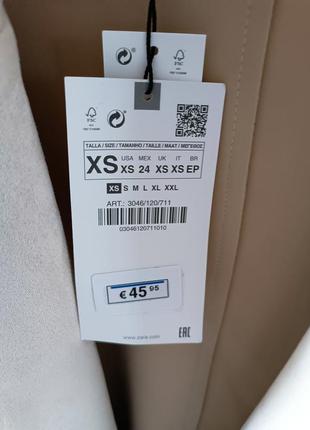 FSC
FSC
TALLA / SIZE / TAMANHO / TAILLE / MAAT / ΜΕΓΕΘΟΣ
XS
USA MEX UK IT BR
XS 24 XS XS EP
XS S M L XL XXL
ART.: 3046/120/711
03046120711010
€ 45.95
www.zara.com
EAC